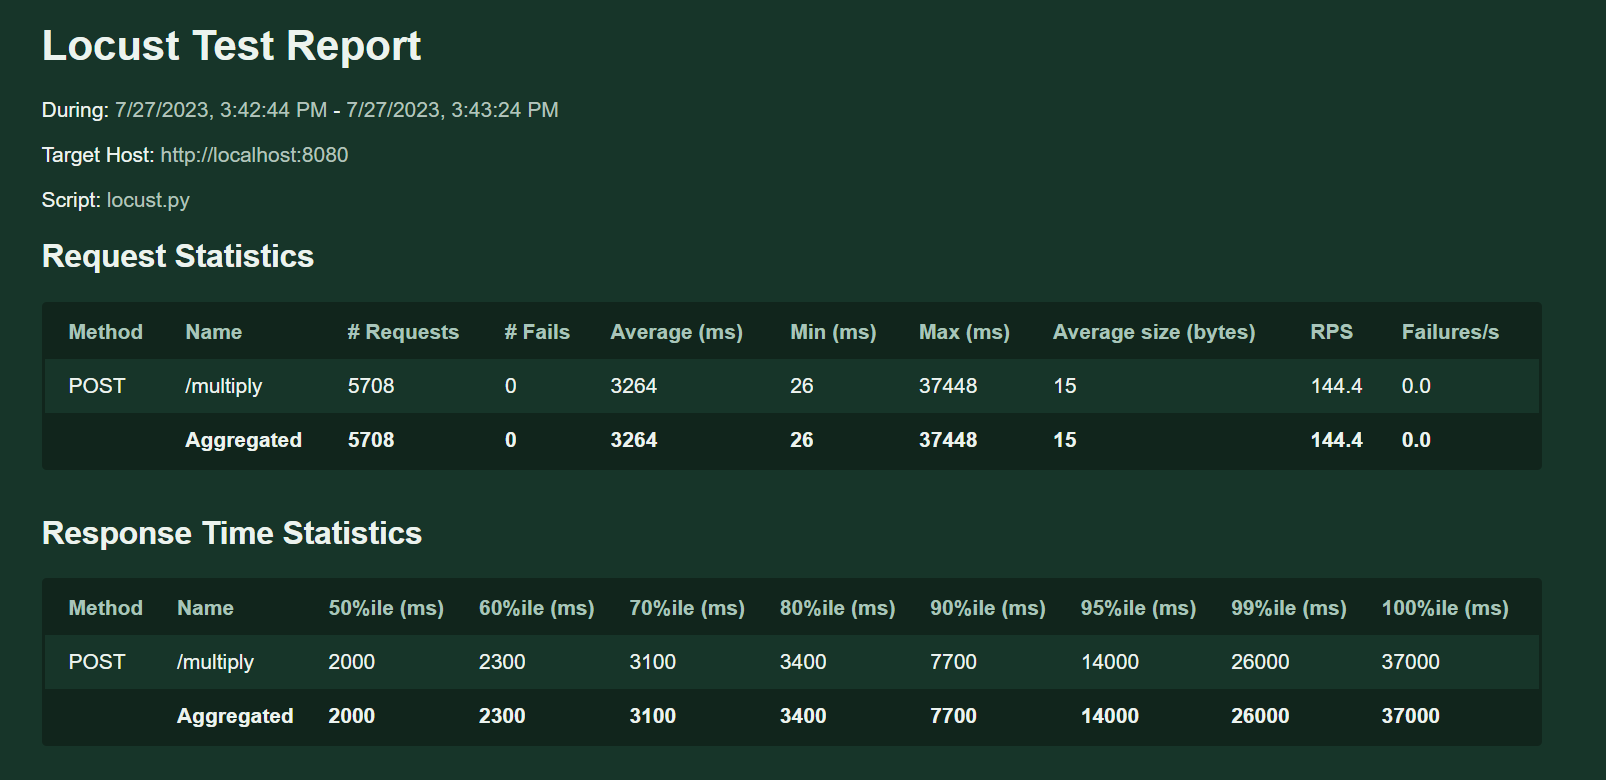 Locust Test Report
During: 7/27/2023, 3:42:44 PM - 7/27/2023, 3:43:24 PM
Target Host: http://localhost:8080
Script: locust.py
Request Statistics
Method Name # Requests # Fails Average (ms) Min (ms) Max (ms) Average size (bytes) RPS Failures/s
POST /multiply 5708 0 3264 26 37448 15 144.4 0.0
Aggregated 5708 0 3264 26 37448 15 144.4 0.0
Response Time Statistics
Method Name 50%ile (ms) 60%ile (ms) 70%ile (ms) 80%ile (ms) 90%ile (ms) 95%ile (ms) 99%ile (ms) 100%ile (ms)
POST /multiply 2000 2300 3100 3400 7700 14000 26000 37000
Aggregated 2000 2300 3100 3400 7700 14000 26000 37000